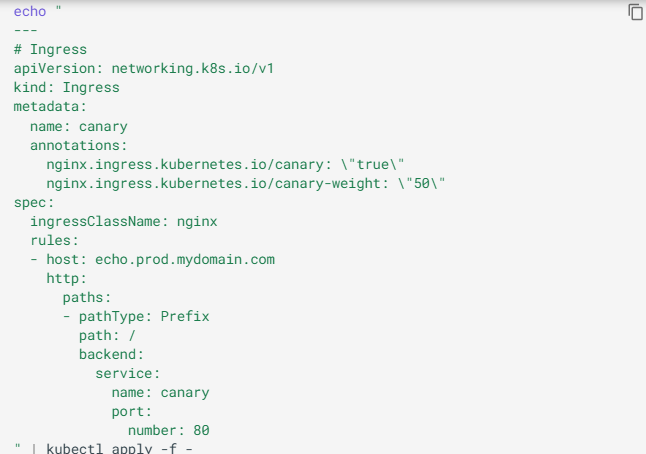 echo "
---
# Ingress
apiVersion: networking.k8s.io/v1
kind: Ingress
metadata:
  name: canary
  annotations:
    nginx.ingress.kubernetes.io/canary: \"true\"
    nginx.ingress.kubernetes.io/canary-weight: \"50\"
spec:
  ingressClassName: nginx
  rules:
  - host: echo.prod.mydomain.com
    http:
      paths:
      - pathType: Prefix
        path: /
        backend:
          service:
            name: canary
            port:
              number: 80
" | kubectl apply -f -